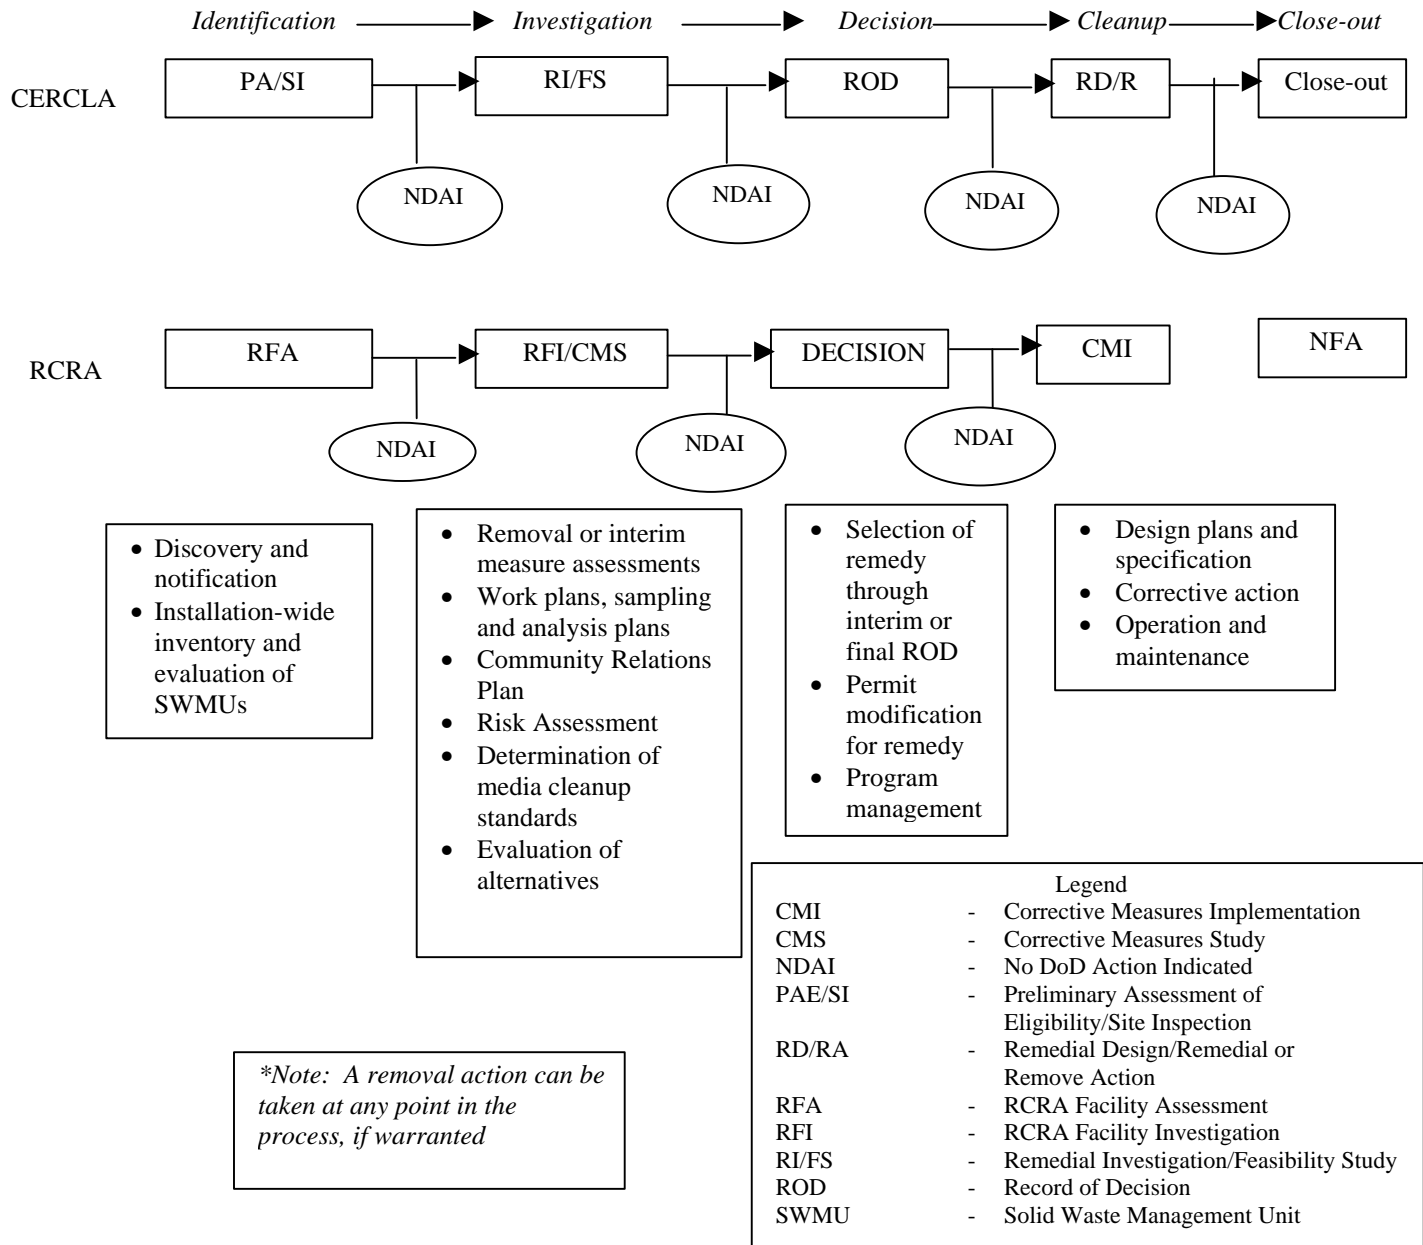 Identification Investigation Decision Cleanup Close-out
CERCLA
PA/SI RI/FS ROD RD/R Close-out
NDAI NDAI NDAI NDAI
RCRA
RFA RFI/CMS DECISION CMI NFA
NDAI NDAI NDAI
• Discovery and
notification
• Installation-wide
inventory and
evaluation of
SWMUs
• Removal or interim
measure assessments
• Work plans, sampling
and analysis plans
• Community Relations
Plan
• Risk Assessment
• Determination of
media cleanup
standards
• Evaluation of
alternatives
• Selection of
remedy
through
interim or
final ROD
• Permit
modification
for remedy
• Program
management
• Design plans and
specification
• Corrective action
• Operation and
maintenance
Legend
CMI - Corrective Measures Implementation
CMS - Corrective Measures Study
NDAI - No DoD Action Indicated
PAE/SI - Preliminary Assessment of
Eligibility/Site Inspection
RD/RA - Remedial Design/Remedial or
Remove Action
RFA - RCRA Facility Assessment
RFI - RCRA Facility Investigation
RI/FS - Remedial Investigation/Feasibility Study
ROD - Record of Decision
SWMU - Solid Waste Management Unit
*Note: A removal action can be
taken at any point in the
process, if warranted